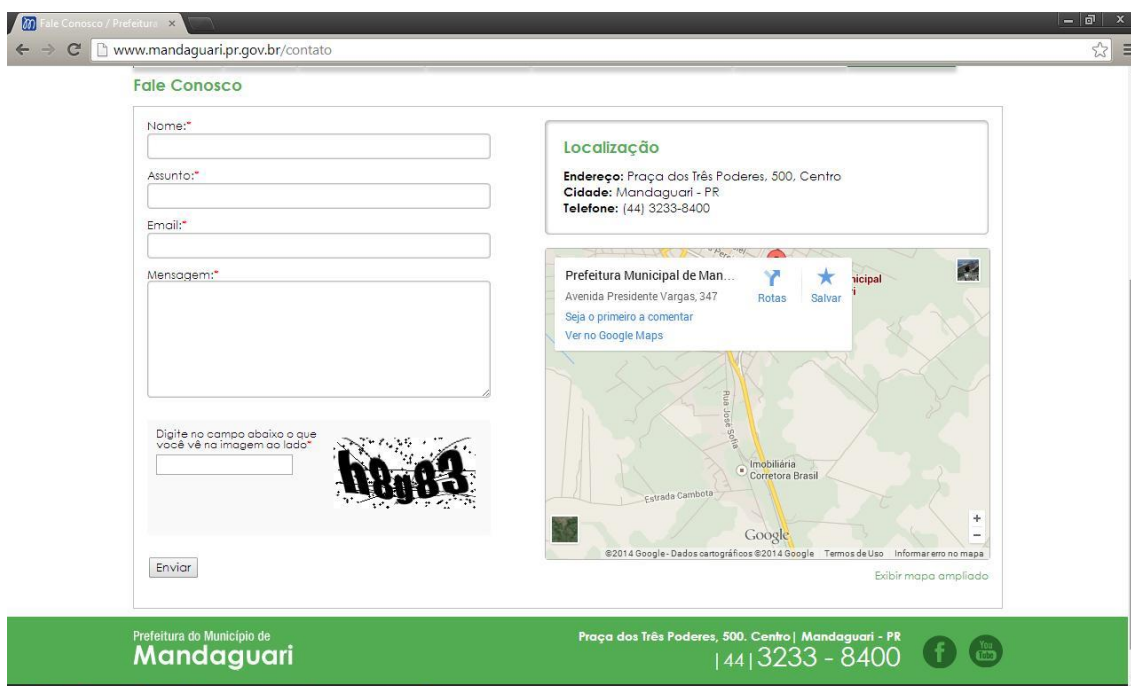 Fale Conosco / Prefeitura
www.mandaguari.pr.gov.br/contato
Fale Conosco
Nome:*
Assunto:*
Email:*
Mensagem:*
Digite no campo abaixo o que
você vê na imagem ao lado*
h8g83
Enviar
Localização
Endereço: Praça dos Três Poderes, 500, Centro
Cidade: Mandaguari - PR
Telefone: (44) 3233-8400
Prefeitura Municipal de Man...
Avenida Presidente Vargas, 347
Seja o primeiro a comentar
Ver no Google Maps
Rotas
Salvar
Rua José Sofia
Imobiliária
Corretora Brasil
Estrada Cambota
+
−
Google
©2014 Google - Dados cartográficos ©2014 Google Termos de Uso Informar erro no mapa
Exibir mapa ampliado
Prefeitura do Município de
Mandaguari
Praça dos Três Poderes, 500. Centro | Mandaguari - PR
| 44 | 3233 - 8400
f
You
Tube